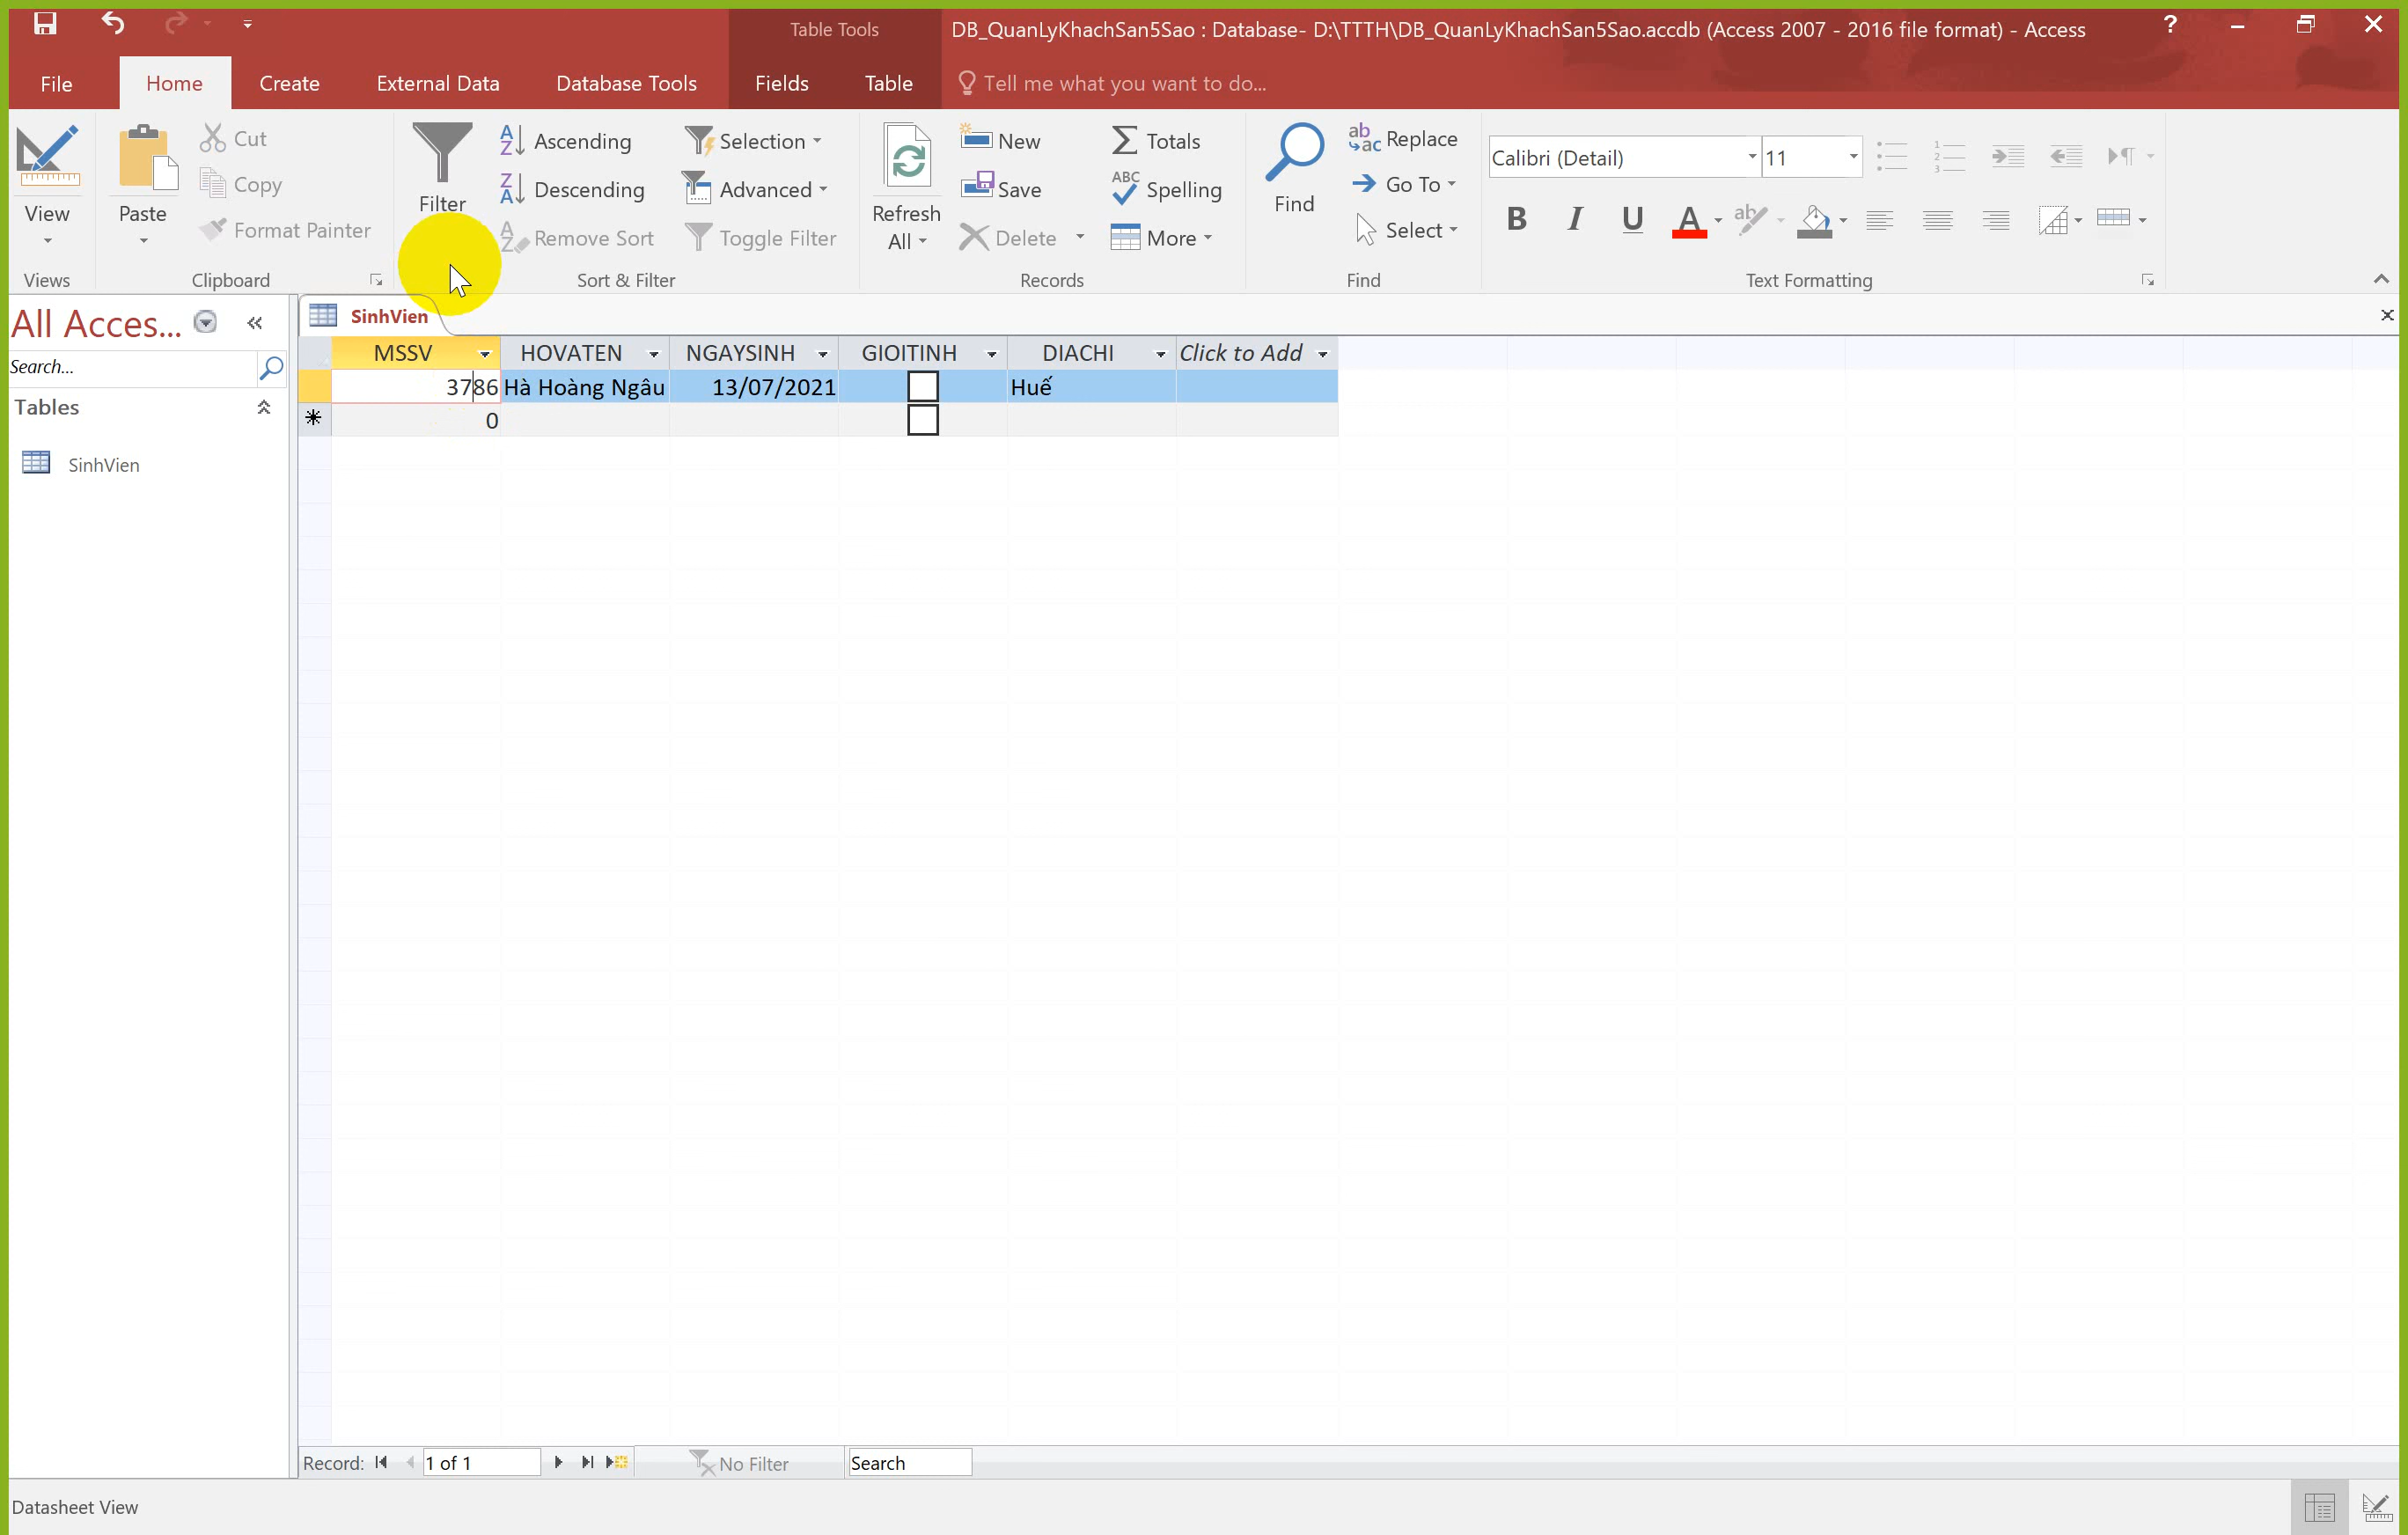 Table Tools
DB_QuanLyKhachSan5Sao : Database- D:\TTTH\DB_QuanLyKhachSan5Sao.accdb (Access 2007 - 2016 file format) - Access
?
File Home Create External Data Database Tools Fields Table Tell me what you want to do...
View
Views
Paste
Cut
Copy
Format Painter
Clipboard
Filter
Ascending
Descending
Remove Sort
Selection
Advanced
Toggle Filter
Sort & Filter
Refresh
All
New
Save
Delete
Totals
Spelling
More
Records
Find
Replace
Go To
Select
Find
Calibri (Detail) 11
B I U A
Text Formatting
All Acces...
Search...
Tables
SinhVien
SinhVien
MSSV HOVATEN NGAYSINH GIOITINH DIACHI Click to Add
3786 Hà Hoàng Ngâu 13/07/2021 Huế
0
Record: 1 of 1 No Filter Search
Datasheet View